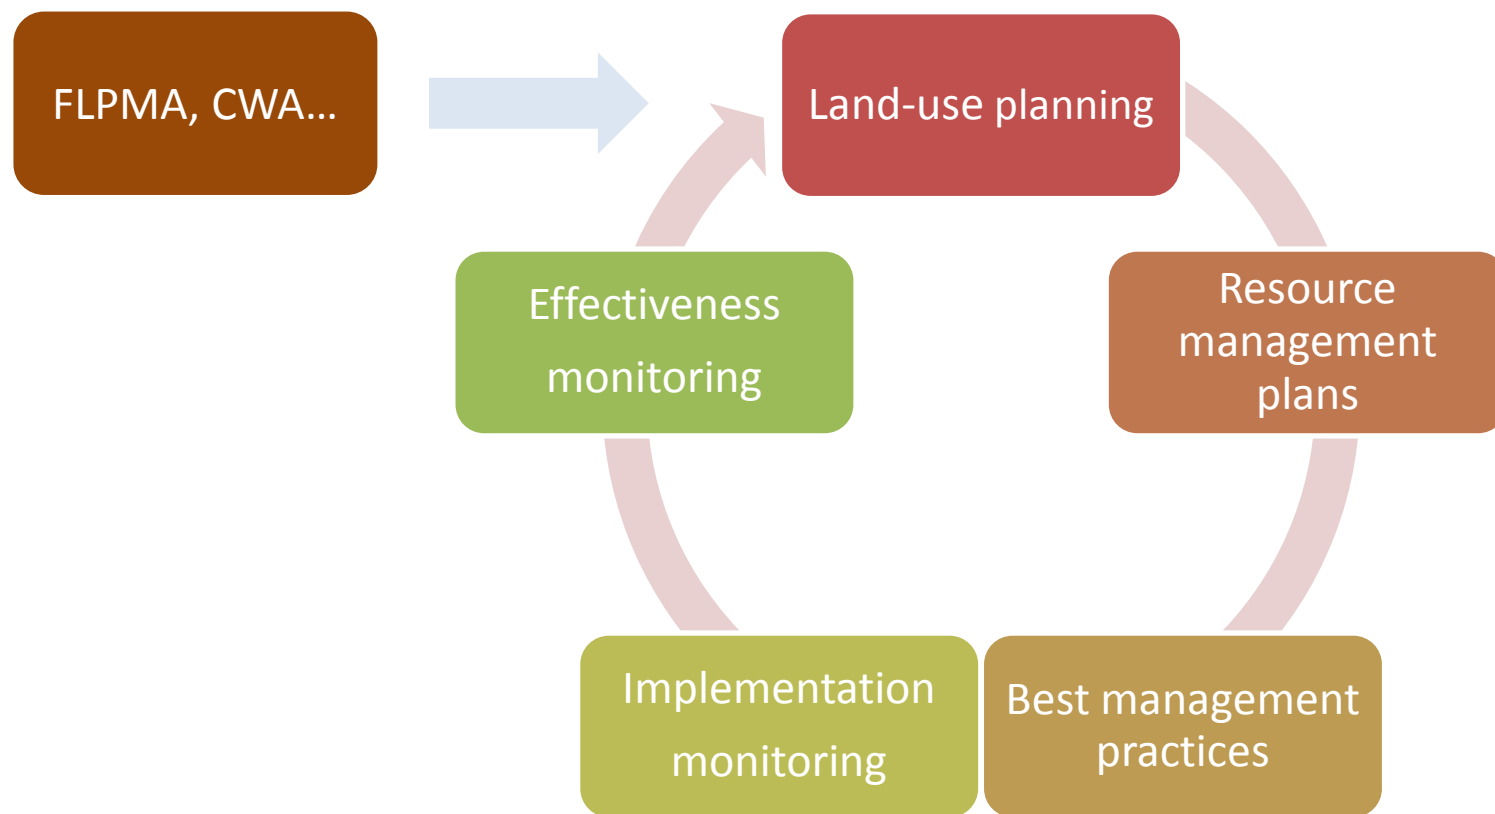 FLPMA, CWA…
Land-use planning
Resource
management
plans
Best management
practices
Implementation
monitoring
Effectiveness
monitoring